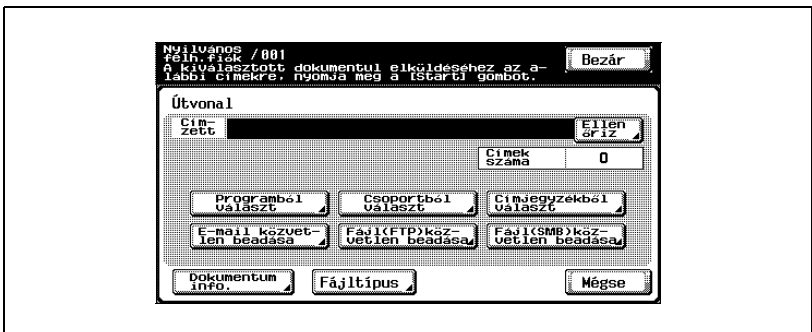 Nyilvános
felh.fiók /001
A kiválasztott dokumentul elküldéséhez az a-
lábbi címekre, nyomja meg a [Start] gombot.
Bezár
Útvonal
Cím-
zett
Ellen
őriz
Címek
száma
0
Programból
választ
Csoportból
választ
Címjegyzékből
választ
E-mail közvet-
len beadása
Fájl(FTP)köz-
vetlen beadása
Fájl(SMB)köz-
vetlen beadása
Dokumentum
info.
Fájltípus
Mégse